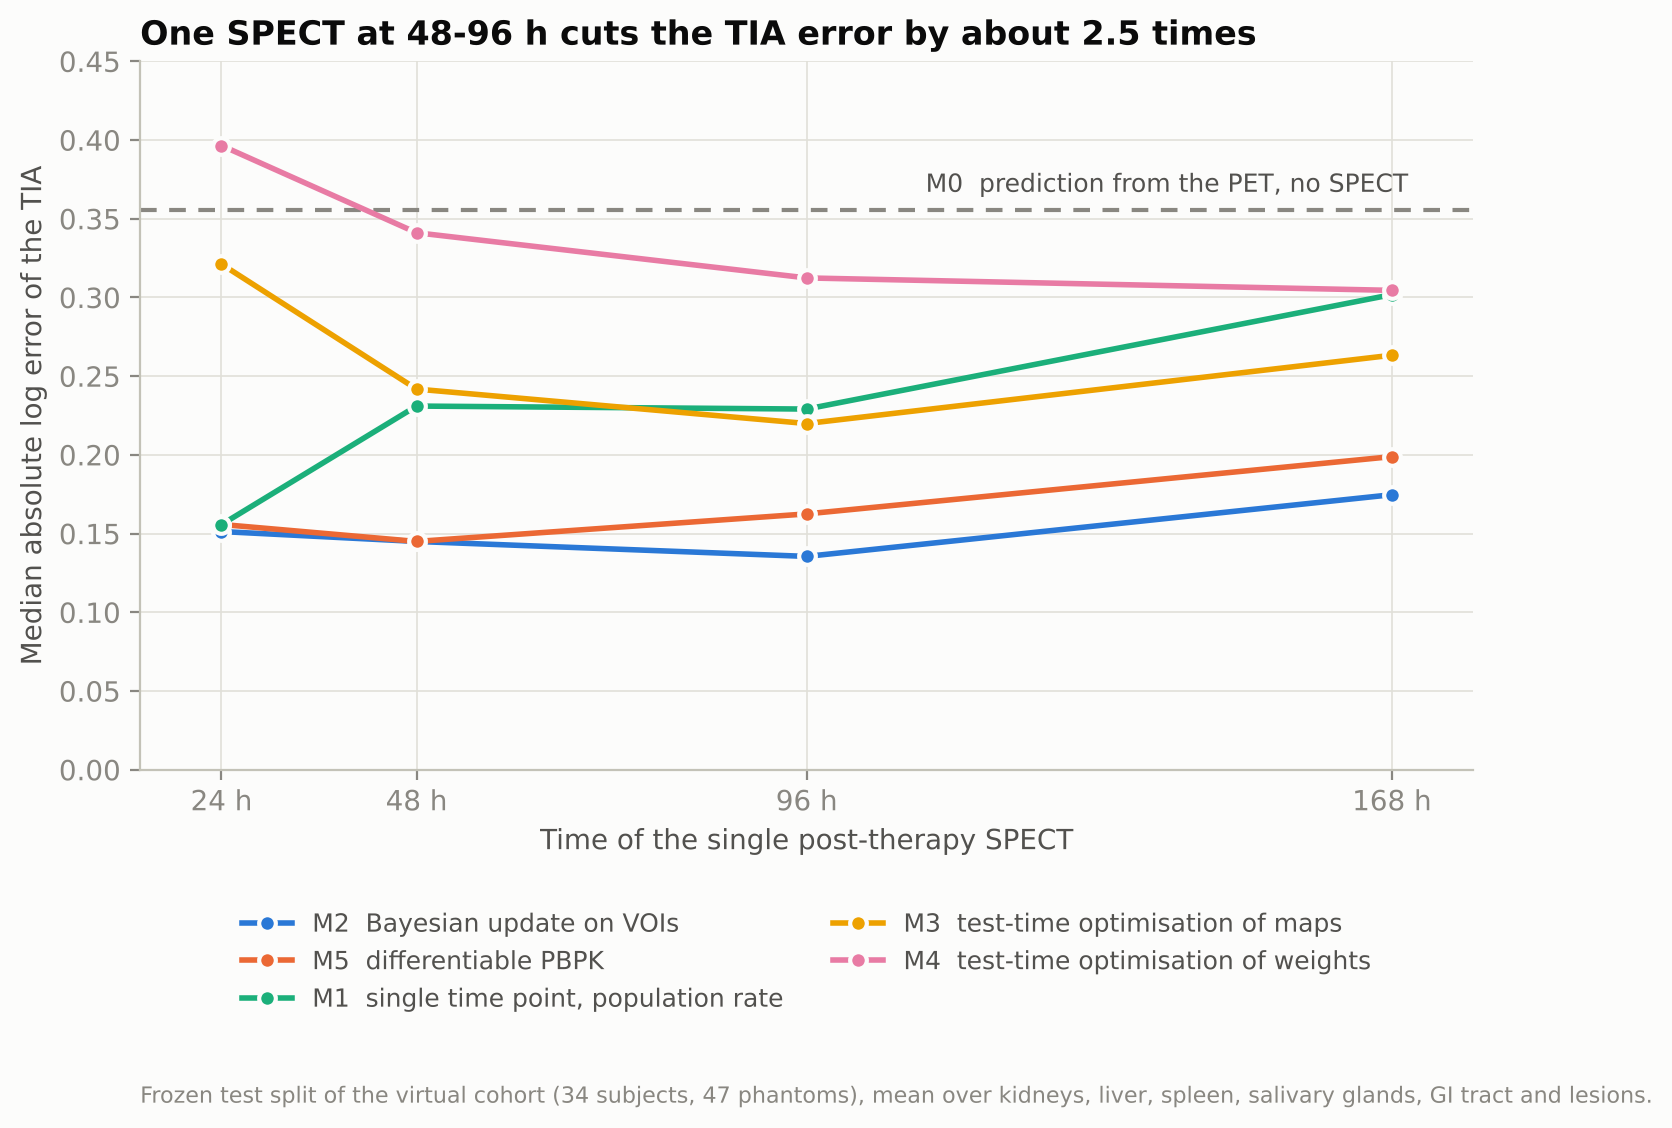 One SPECT at 48-96 h cuts the TIA error by about 2.5 times
Median absolute log error of the TIA
0.45
0.40
0.35
0.30
0.25
0.20
0.15
0.10
0.05
0.00
M0 prediction from the PET, no SPECT
24 h
48 h
96 h
168 h
Time of the single post-therapy SPECT
M2 Bayesian update on VOIs
M5 differentiable PBPK
M1 single time point, population rate
M3 test-time optimisation of maps
M4 test-time optimisation of weights
Frozen test split of the virtual cohort (34 subjects, 47 phantoms), mean over kidneys, liver, spleen, salivary glands, GI tract and lesions.